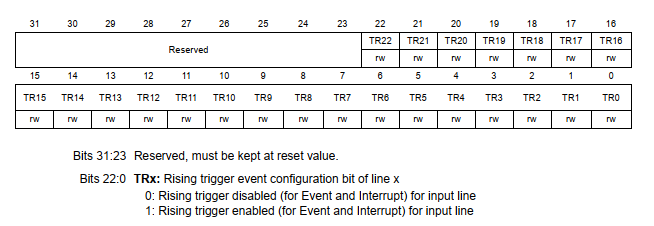 31 30 29 28 27 26 25 24 23 22 21 20 19 18 17 16
Reserved TR22 TR21 TR20 TR19 TR18 TR17 TR16
rw rw rw rw rw rw rw
15 14 13 12 11 10 9 8 7 6 5 4 3 2 1 0
TR15 TR14 TR13 TR12 TR11 TR10 TR9 TR8 TR7 TR6 TR5 TR4 TR3 TR2 TR1 TR0
rw rw rw rw rw rw rw rw rw rw rw rw rw rw rw rw
Bits 31:23 Reserved, must be kept at reset value.
Bits 22:0 TRx: Rising trigger event configuration bit of line x
0: Rising trigger disabled (for Event and Interrupt) for input line
1: Rising trigger enabled (for Event and Interrupt) for input line